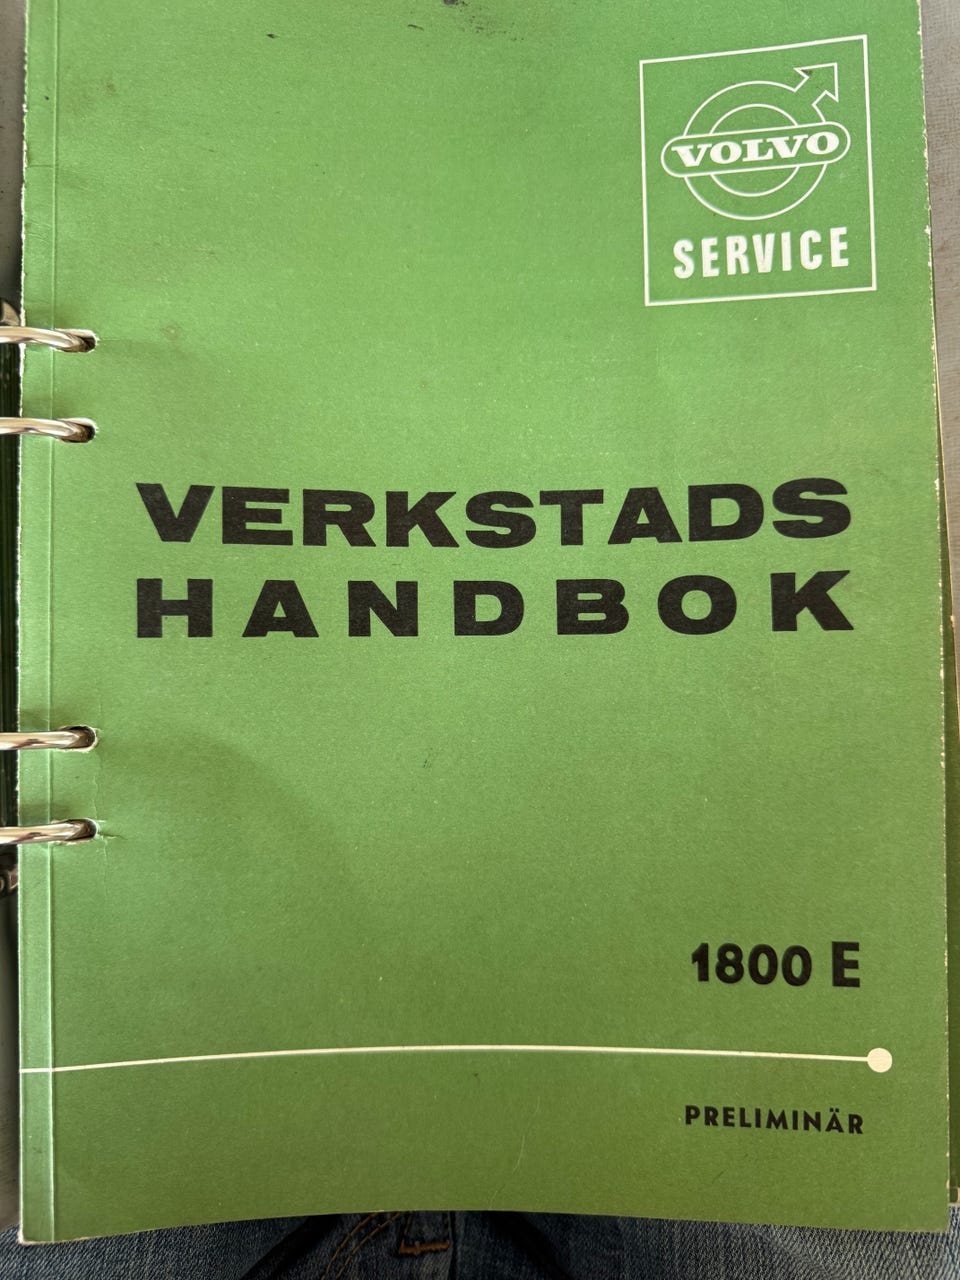 VOLVO
SERVICE
VERKSTADS
HANDBOK
1800 E
PRELIMINÄR